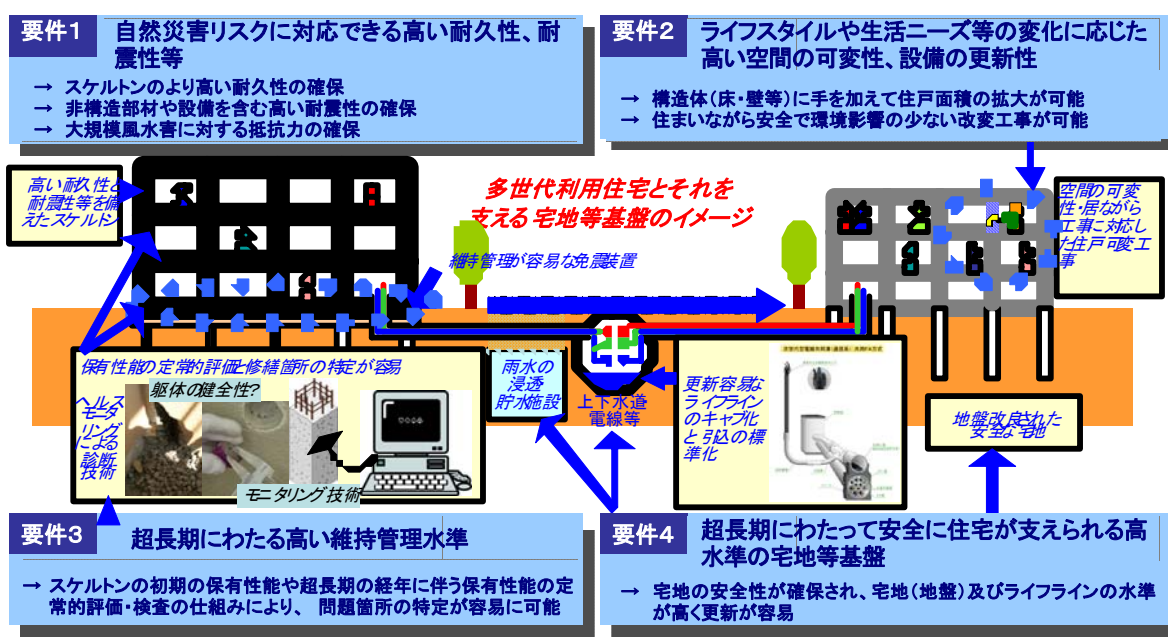 要件1
自然災害リスクに対応できる高い耐久性、耐
震性等
→ スケルトンのより高い耐久性の確保
→ 非構造部材や設備を含む高い耐震性の確保
→ 大規模風水害に対する抵抗力の確保
要件2
ライフスタイルや生活ニーズ等の変化に応じた
高い空間の可変性、設備の更新性
→ 構造体(床・壁等)に手を加えて住戸面積の拡大が可能
→ 住まいながら安全で環境影響の少ない改変工事が可能
高い耐久性と
耐震性等を備
えたスケルトン
多世代利用住宅とそれを
支える宅地等基盤のイメージ
維持管理が容易な免震装置
空間の可変
性・居ながら
工事に対応し
た住戸可変工
事
保有性能の定常的評価と修繕箇所の特定が容易
躯体の健全性?
ヘルス
モニタ
リング
による
診断
技術
モニタリング技術
雨水の
浸透
貯水施設
上下水道
電線等
更新容易な
ライフライン
のキャブ化
と引込の標
準化
地盤改良された
安全な宅地
要件3
超長期にわたる高い維持管理水準
→ スケルトンの初期の保有性能や超長期の経年に伴う保有性能の定
常的評価・検査の仕組みにより、 問題箇所の特定が容易に可能
要件4
超長期にわたって安全に住宅が支えられる高
水準の宅地等基盤
→ 宅地の安全性が確保され、宅地(地盤)及びライフラインの水準
が高く更新が容易